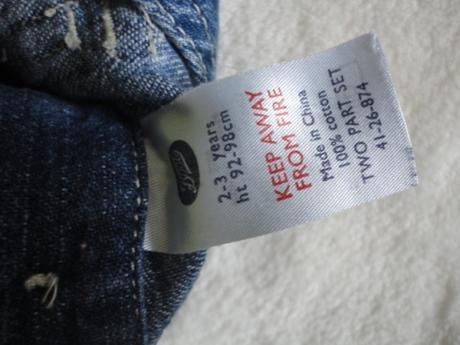 Boots
2-3 Years
ht 92-98cm
KEEP AWAY
FROM FIRE
Made in China
100% cotton
TWO PART SET
41-26-874